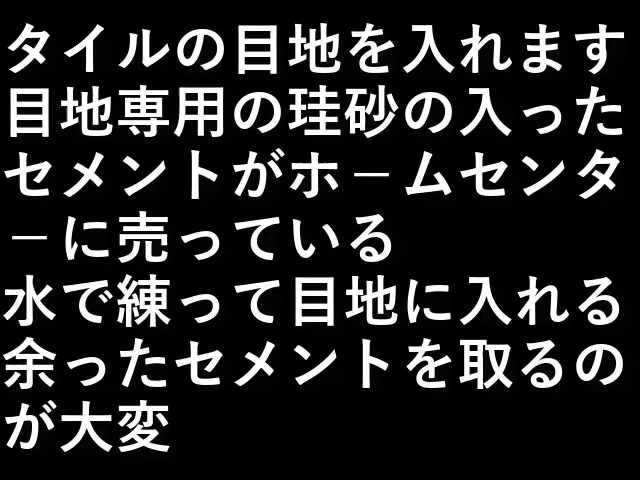 タイルの目地を入れます
目地専用の珪砂の入った
セメントがホ－ムセンタ
－に売っている
水で練って目地に入れる
余ったセメントを取るの
が大変